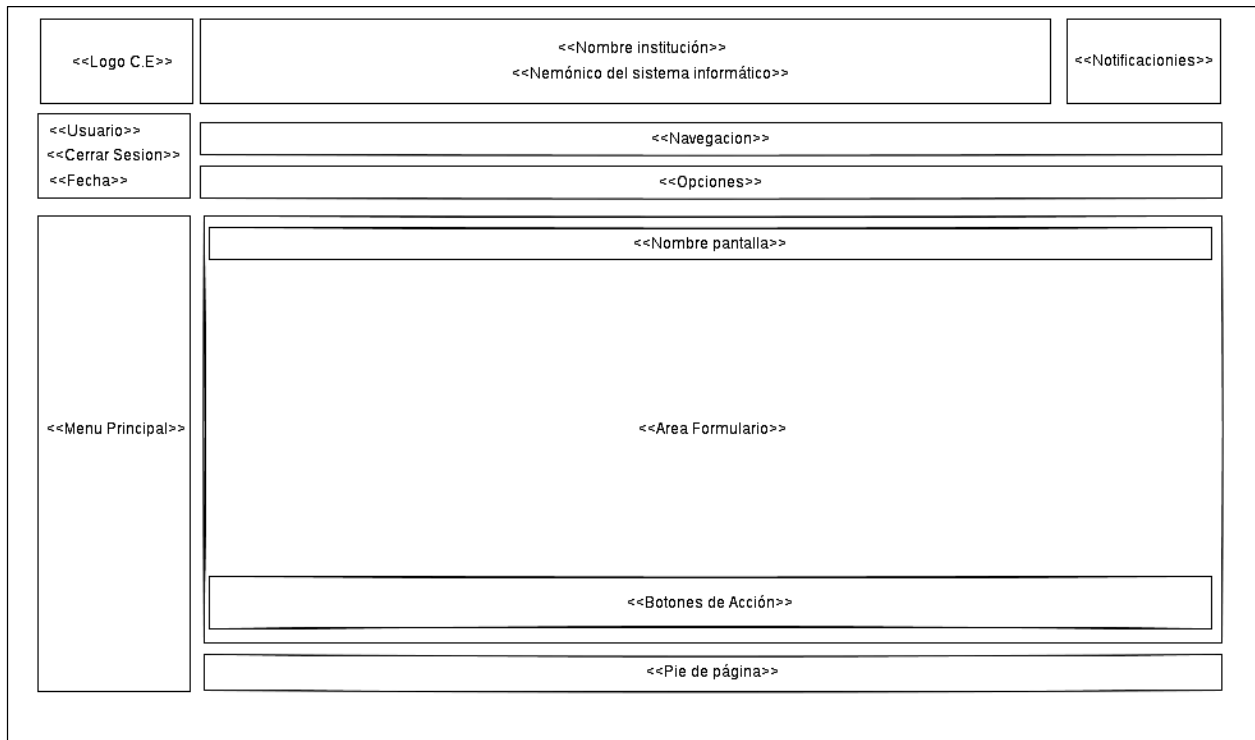 <<Logo C.E>>
<<Nombre institución>>
<<Nemónico del sistema informático>>
<<Notificacionies>>
<<Usuario>>
<<Cerrar Sesion>>
<<Fecha>>
<<Navegacion>>
<<Opciones>>
<<Nombre pantalla>>
<<Menu Principal>>
<<Area Formulario>>
<<Botones de Acción>>
<<Pie de página>>